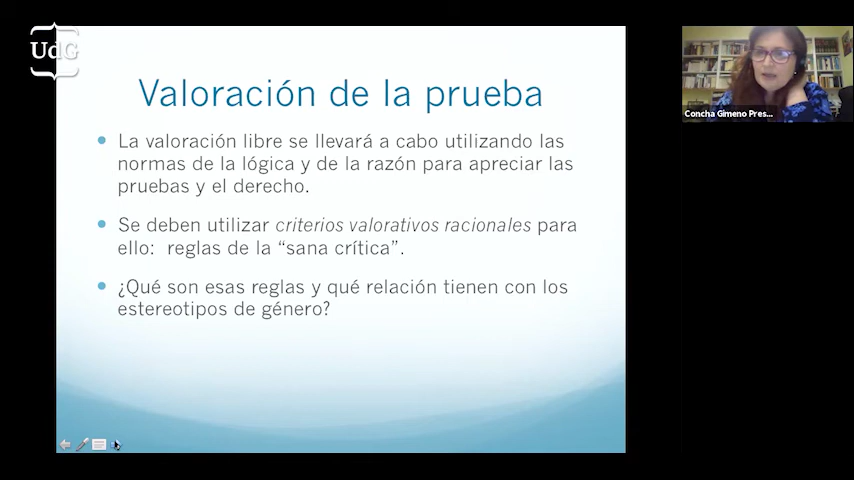 UdG
Valoración de la prueba
La valoración libre se llevará a cabo utilizando las
normas de la lógica y de la razón para apreciar las
pruebas y el derecho.
Se deben utilizar criterios valorativos racionales para
ello: reglas de la “sana crítica”.
¿Qué son esas reglas y qué relación tienen con los
estereotipos de género?
Concha Gimeno Pres...